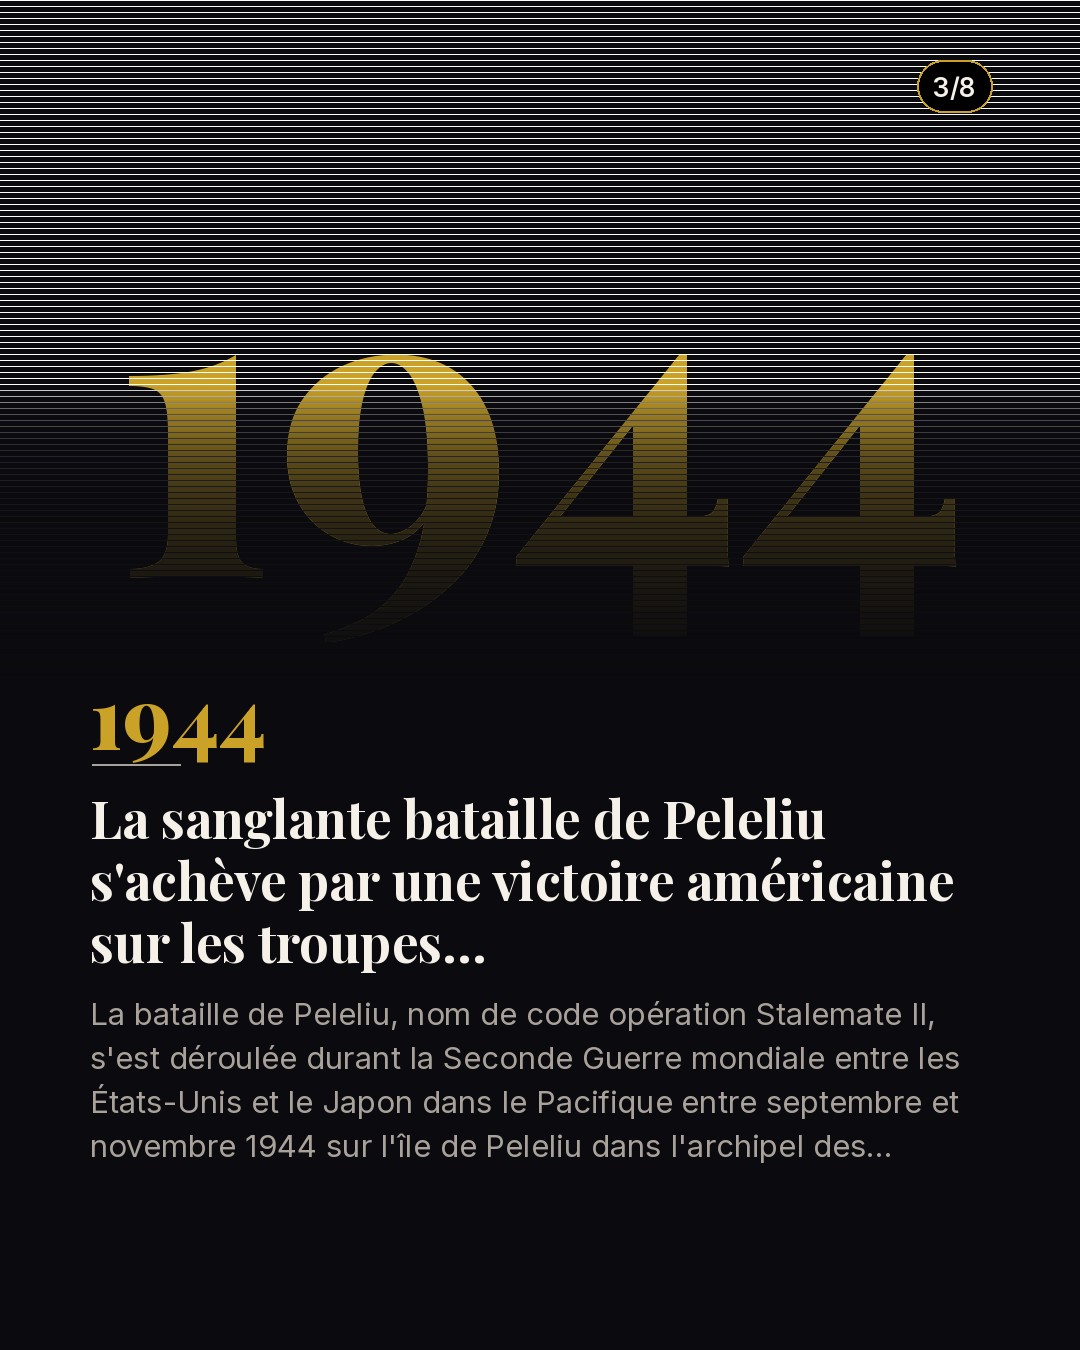 3/8
1944
1944
La sanglante bataille de Peleliu
s'achève par une victoire américaine
sur les troupes...
La bataille de Peleliu, nom de code opération Stalemate II,
s'est déroulée durant la Seconde Guerre mondiale entre les
États-Unis et le Japon dans le Pacifique entre septembre et
novembre 1944 sur l'île de Peleliu dans l'archipel des...